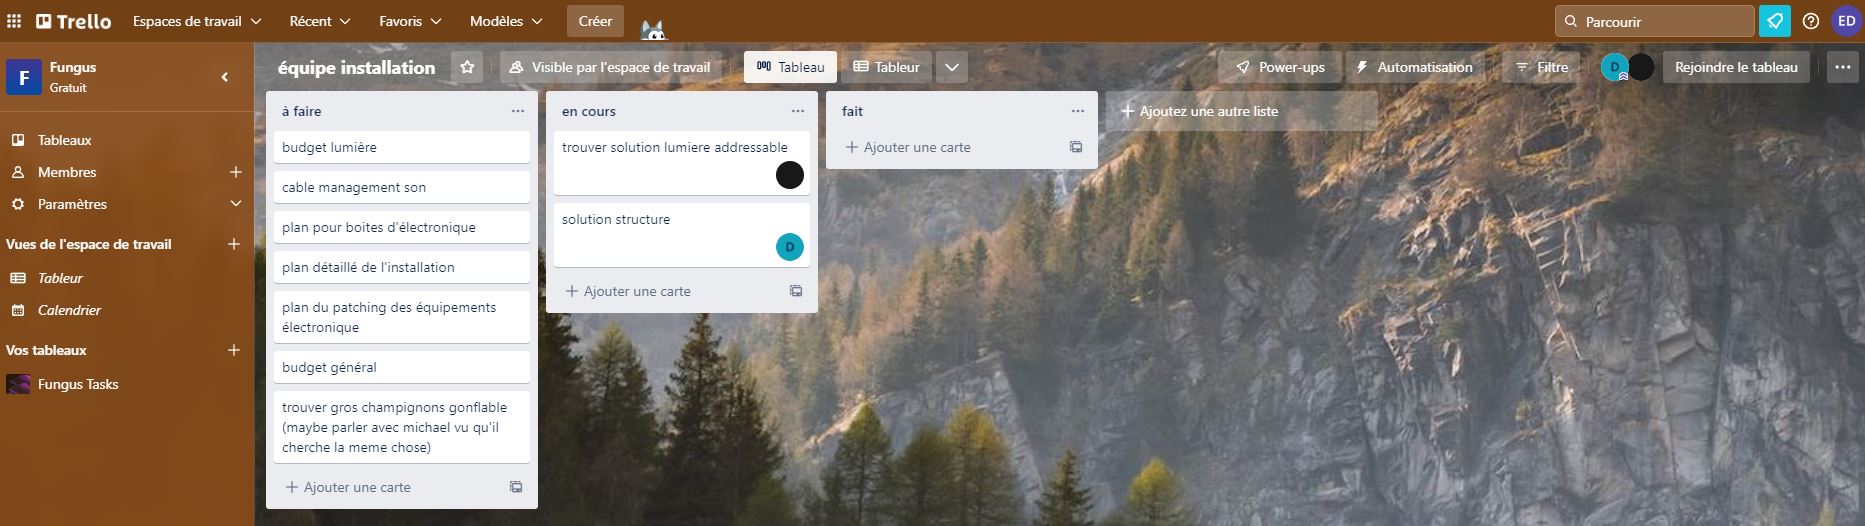 Trello Espaces de travail Récent Favoris Modèles Créer Parcourir ED
F Fungus
Gratuit
Tableaux
Membres
Paramètres
Vues de l'espace de travail
Tableur
Calendrier
Vos tableaux
Fungus Tasks
équipe installation Visible par l'espace de travail Tableau Tableur Power-ups Automatisation Filtre D Rejoindre le tableau
à faire
budget lumière
cable management son
plan pour boites d'électronique
plan détaillé de l'installation
plan du patching des équipements
électronique
budget général
trouver gros champignons gonflable
(maybe parler avec michael vu qu'il
cherche la meme chose)
Ajouter une carte
en cours
trouver solution lumiere addressable
solution structure
D
Ajouter une carte
fait
Ajouter une carte
Ajoutez une autre liste